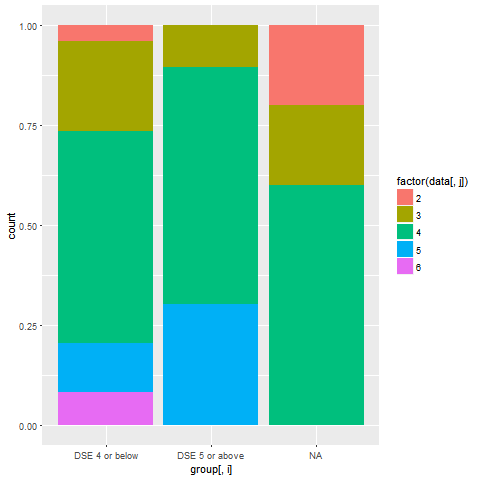 1.00
0.75
0.50
0.25
0.00
count
DSE 4 or below
DSE 5 or above
NA
group[, i]
factor(data[, j])
2
3
4
5
6